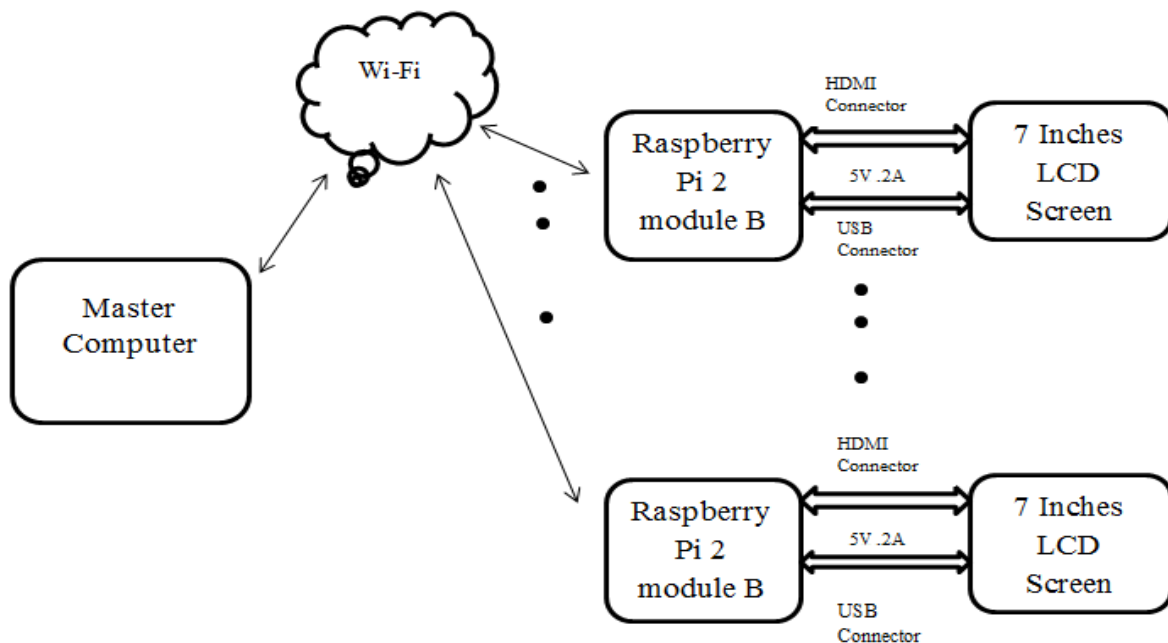 Wi-Fi
Master
Computer
Raspberry
Pi 2
module B
HDMI
Connector
5V .2A
USB
Connector
7 Inches
LCD
Screen
Raspberry
Pi 2
module B
HDMI
Connector
5V .2A
USB
Connector
7 Inches
LCD
Screen